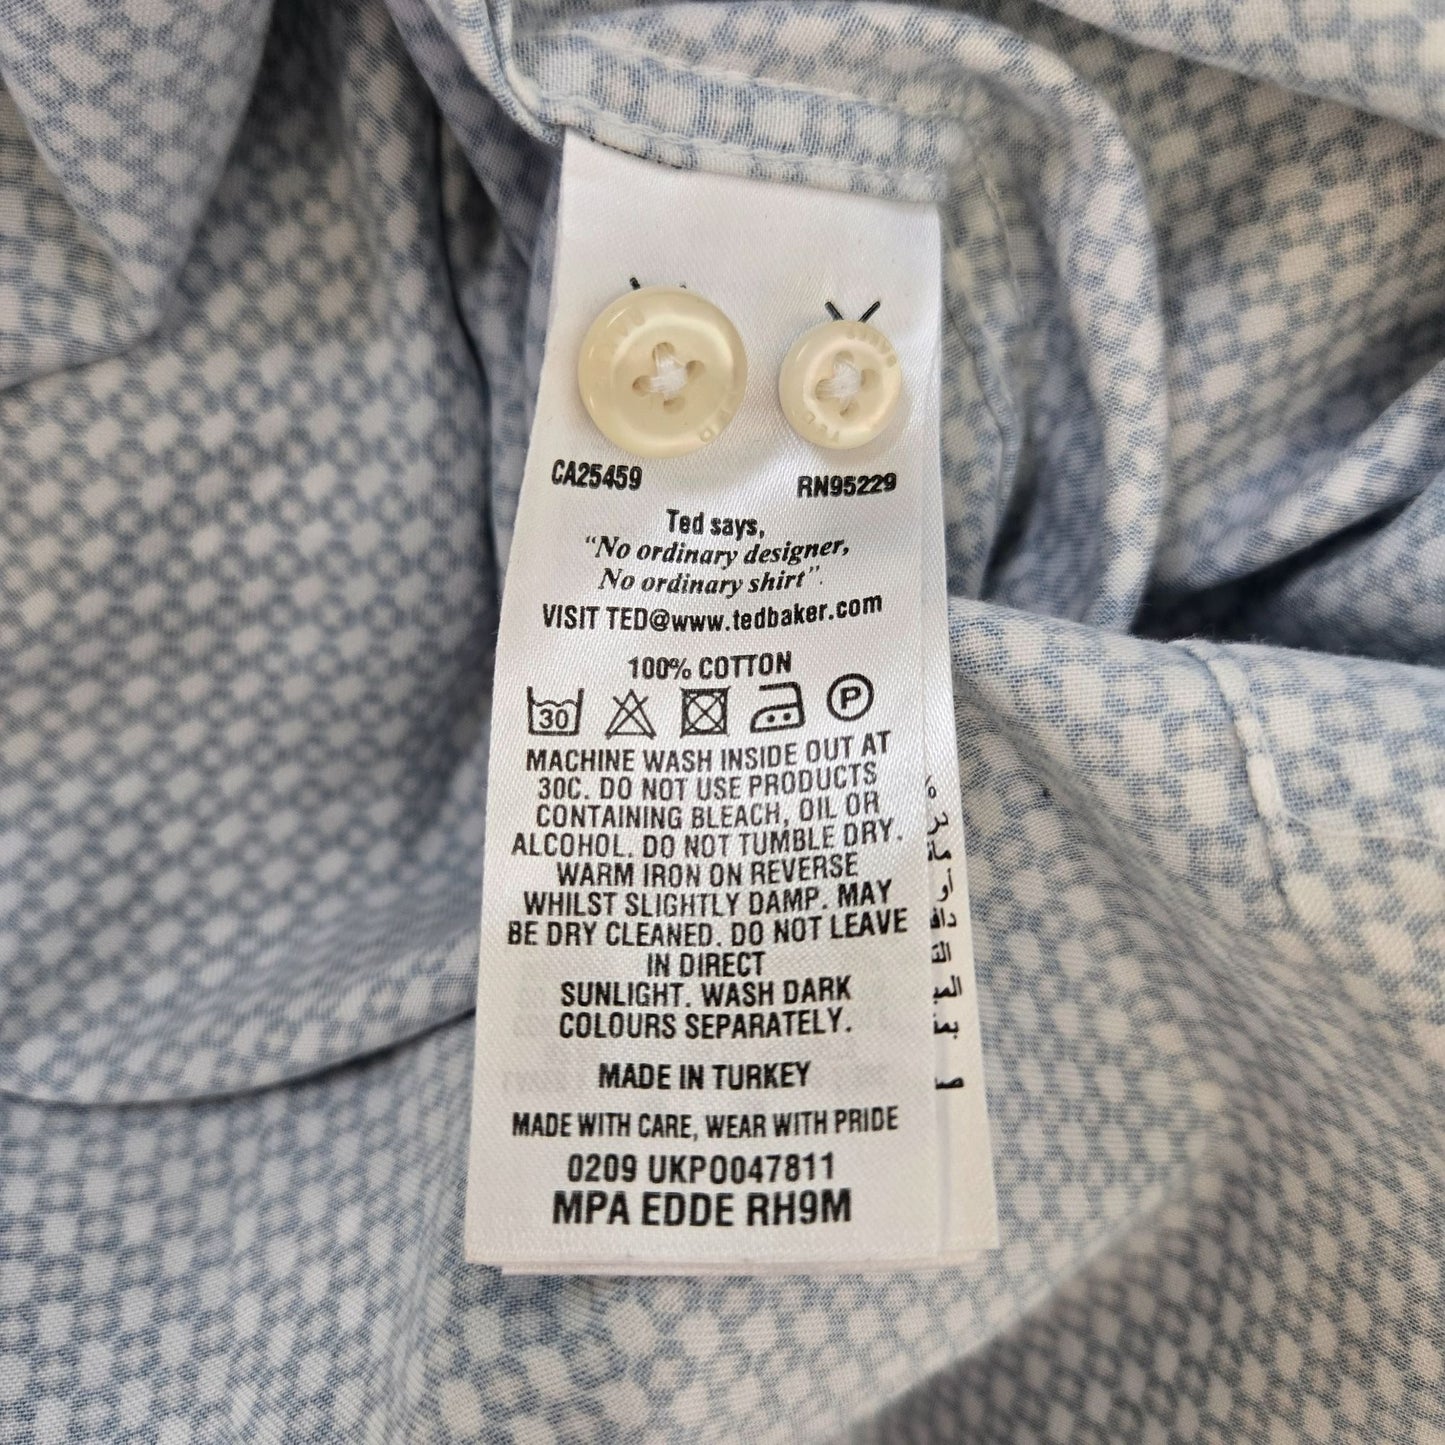 CA25459
RN95229
Ted says,
“No ordinary designer,
No ordinary shirt”.
VISIT TED@www.tedbaker.com
100% COTTON
30
P
MACHINE WASH INSIDE OUT AT
30C. DO NOT USE PRODUCTS
CONTAINING BLEACH, OIL OR
ALCOHOL. DO NOT TUMBLE DRY.
WARM IRON ON REVERSE
WHILST SLIGHTLY DAMP. MAY
BE DRY CLEANED. DO NOT LEAVE
IN DIRECT
SUNLIGHT. WASH DARK
COLOURS SEPARATELY.
MADE IN TURKEY
MADE WITH CARE, WEAR WITH PRIDE
0209 UKP0047811
MPA EDDE RH9M
%
أو